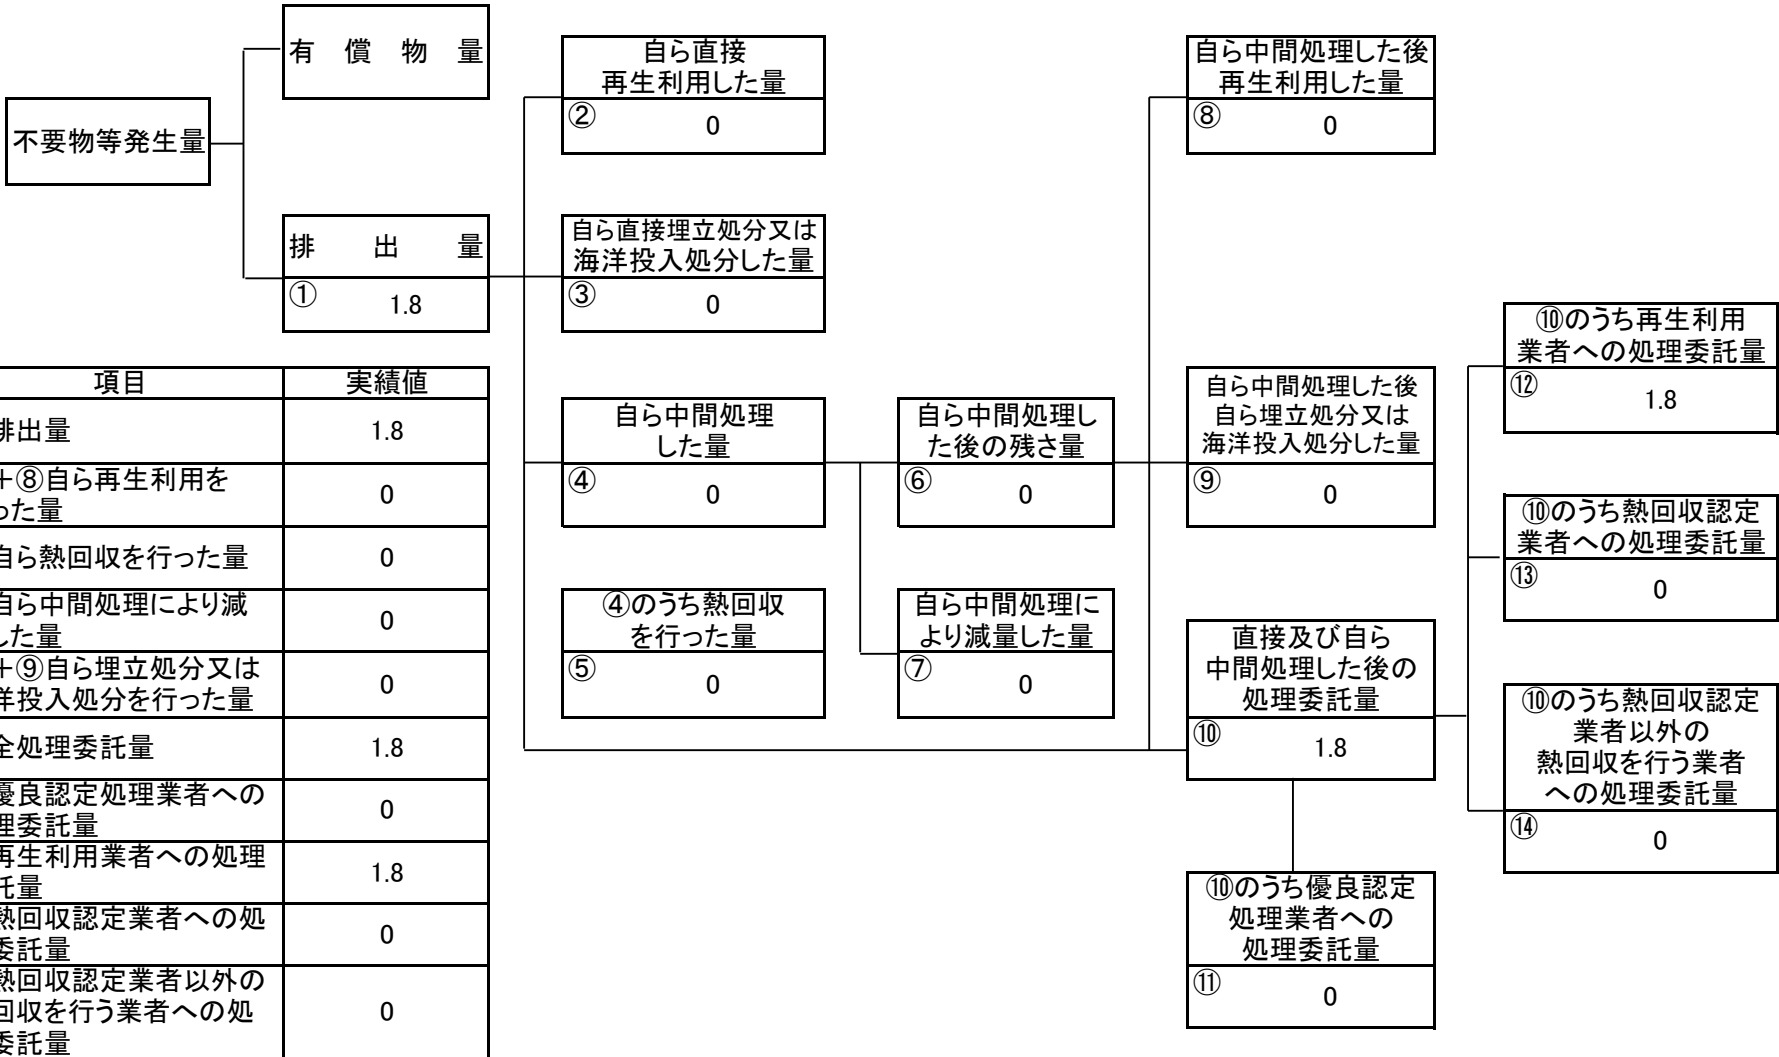 有償物量
不要物等発生量
排出量
①
1.8
自ら直接
再生利用した量
②
0
自ら直接埋立処分又は
海洋投入処分した量
③
0
自ら中間処理
した量
④
0
④のうち熱回収
を行った量
⑤
0
自ら中間処理し
た後の残さ量
⑥
0
自ら中間処理に
より減量した量
⑦
0
自ら中間処理した後
再生利用した量
⑧
0
自ら中間処理した後
自ら埋立処分又は
海洋投入処分した量
⑨
0
直接及び自ら
中間処理した後の
処理委託量
⑩
1.8
⑩のうち優良認定
処理業者への
処理委託量
⑪
0
⑩のうち再生利用
業者への処理委託量
⑫
1.8
⑩のうち熱回収認定
業者への処理委託量
⑬
0
⑩のうち熱回収認定
業者以外の
熱回収を行う業者
への処理委託量
⑭
0
項目 実績値
排出量 1.8
+⑧自ら再生利用を
った量
0
自ら熱回収を行った量 0
自ら中間処理により減
した量
0
+⑨自ら埋立処分又は
洋投入処分を行った量
0
全処理委託量 1.8
優良認定処理業者への
理委託量
0
再生利用業者への処理
託量
1.8
熱回収認定業者への処
委託量
0
熱回収認定業者以外の
回収を行う業者への処
委託量
0